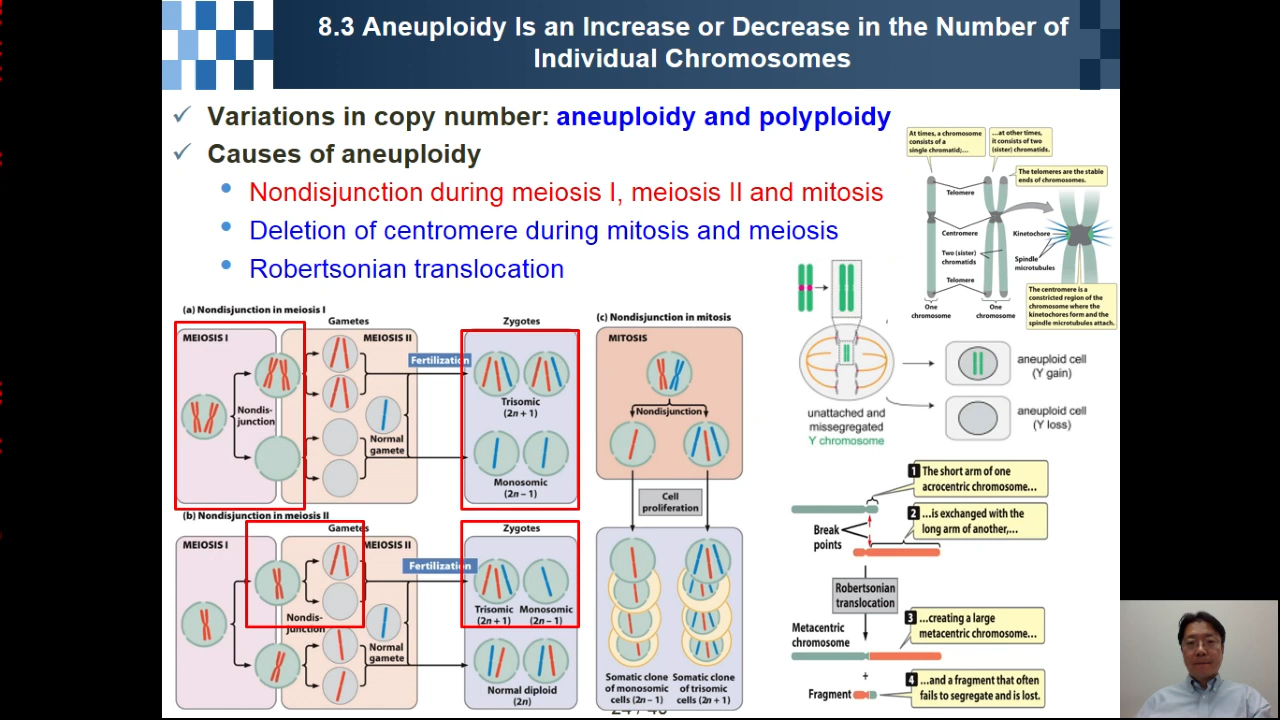 8.3 Aneuploidy Is an Increase or Decrease in the Number of
Individual Chromosomes
Variations in copy number: aneuploidy and polyploidy
Causes of aneuploidy
Nondisjunction during meiosis I, meiosis II and mitosis
Deletion of centromere during mitosis and meiosis
Robertsonian translocation
At times, a chromosome
consists of a
single chromatid;…
…at other times,
it consists of two
(sister) chromatids.
The telomeres are the stable
ends of chromosomes.
Telomere
Centromere
Kinetochore
Two (sister)
chromatids
Spindle
microtubules
Telomere
One
chromosome
One
chromosome
The centromere is a
constricted region of the
chromosome where the
kinetochores form and the
spindle microtubules attach.
(a) Nondisjunction in meiosis I
Gametes
Zygotes
MEIOSIS I
MEIOSIS II
Fertilization
Nondis-
junction
Normal
gamete
Trisomic
(2n + 1)
Monosomic
(2n – 1)
(b) Nondisjunction in meiosis II
Gametes
Zygotes
MEIOSIS I
MEIOSIS II
Fertilization
Nondis-
junction
Normal
gamete
Trisomic
(2n + 1)
Monosomic
(2n – 1)
Normal diploid
(2n)
(c) Nondisjunction in mitosis
MITOSIS
Nondisjunction
Cell
proliferation
Somatic clone
of monosomic
cells (2n – 1)
Somatic clone
of trisomic
cells (2n + 1)
unattached and
missegregated
Y chromosome
aneuploid cell
(Y gain)
aneuploid cell
(Y loss)
1 The short arm of one
acrocentric chromosome…
2 …is exchanged with the
long arm of another,…
Break
points
Robertsonian
translocation
3 …creating a large
metacentric chromosome…
Metacentric
chromosome
+
Fragment
4 …and a fragment that often
fails to segregate and is lost.